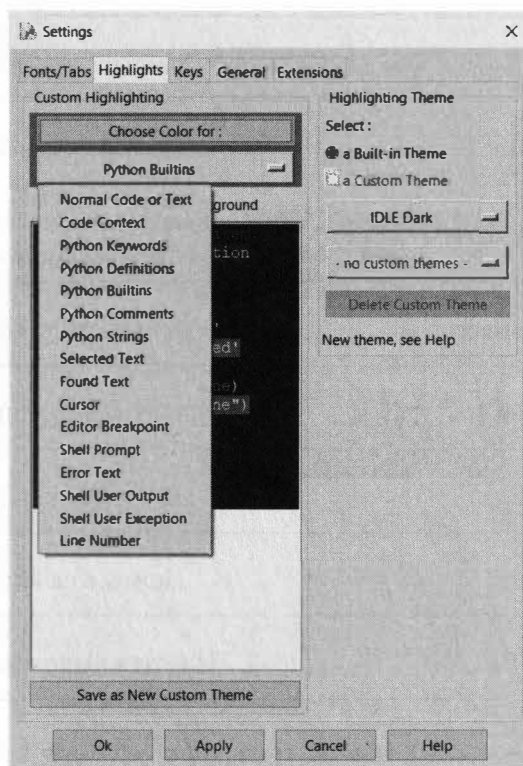 Settings
Fonts/Tabs Highlights Keys General Extensions
Custom Highlighting
Choose Color for :
Python Builtins
Normal Code or Text
Code Context
Python Keywords
Python Definitions
Python Builtins
Python Comments
Python Strings
Selected Text
Found Text
Cursor
Editor Breakpoint
Shell Prompt
Error Text
Shell User Output
Shell User Exception
Line Number
ground
tion
'
ed'
ne)
ne")
Save as New Custom Theme
Highlighting Theme
Select :
a Built-in Theme
a Custom Theme
IDLE Dark
- no custom themes -
Delete Custom Theme
New theme, see Help
Ok Apply Cancel Help